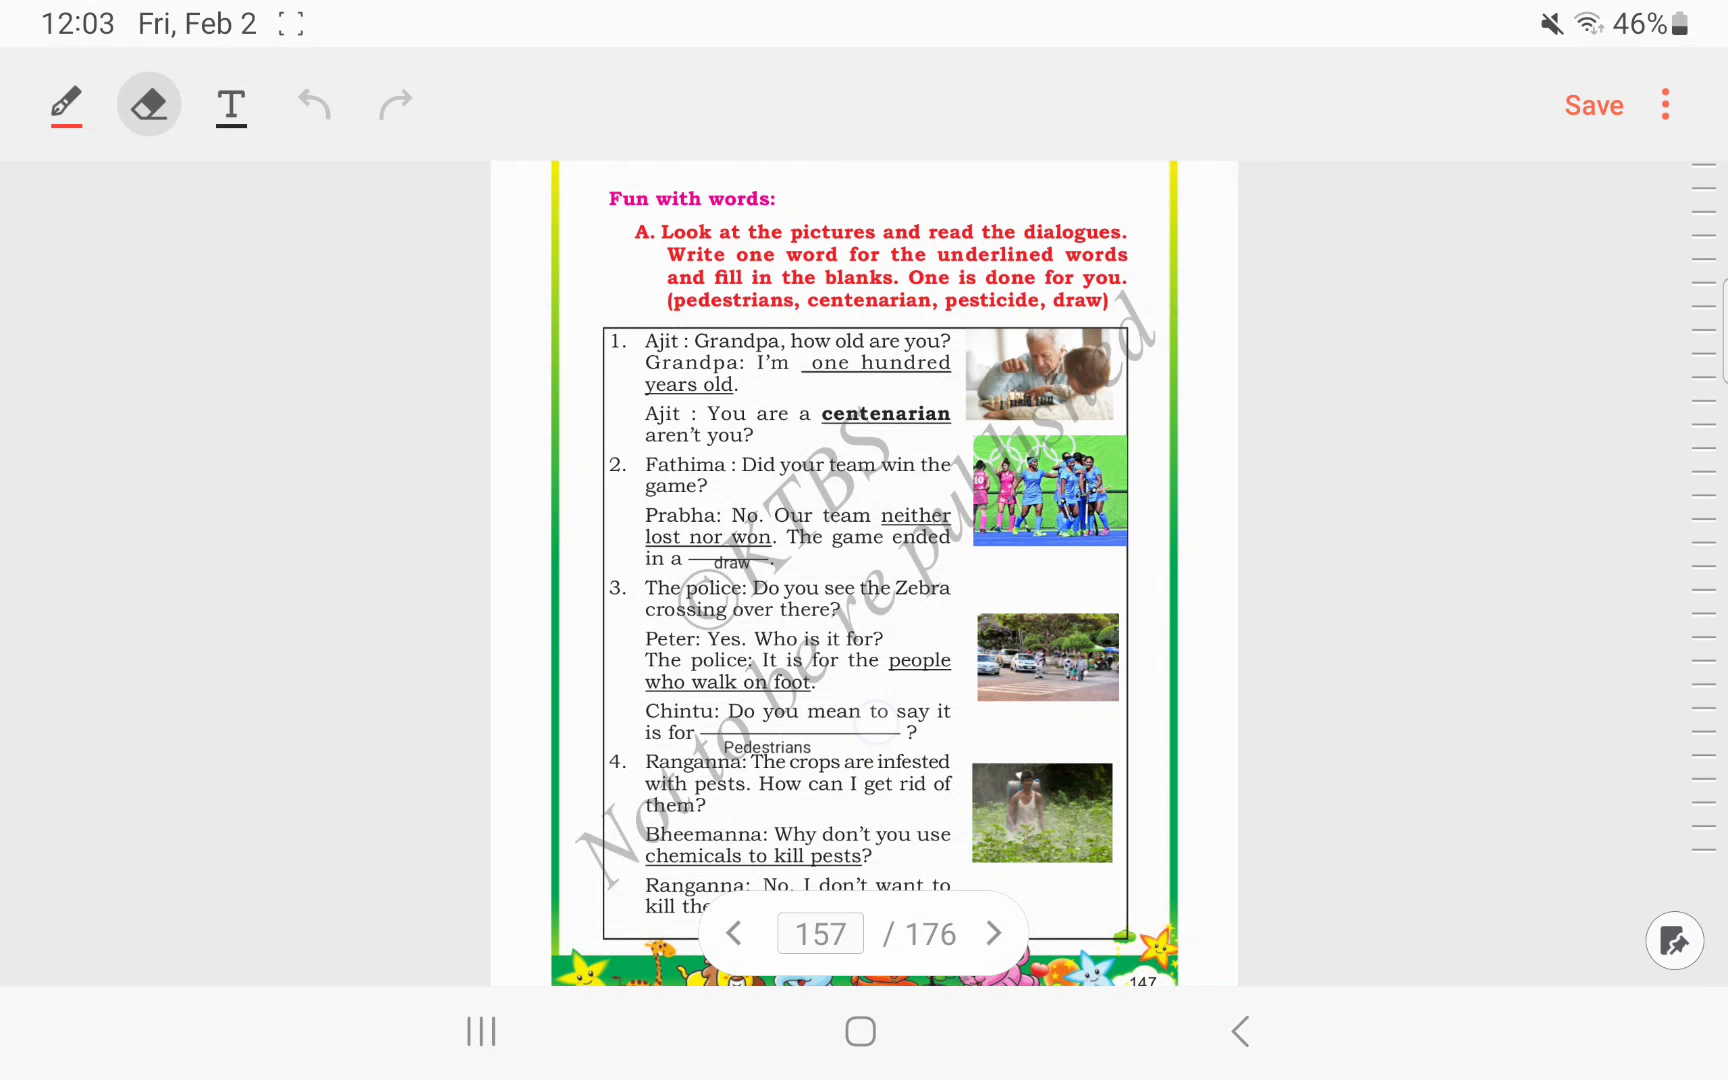 12:03 Fri, Feb 2
46%
T
Save
Fun with words:
A. Look at the pictures and read the dialogues.
Write one word for the underlined words
and fill in the blanks. One is done for you.
(pedestrians, centenarian, pesticide, draw)
1. Ajit : Grandpa, how old are you?
Grandpa: I'm one hundred
years old.
Ajit : You are a centenarian
aren't you?
2. Fathima : Did your team win the
game?
Prabha: No. Our team neither
lost nor won. The game ended
in a draw.
3. The police: Do you see the Zebra
crossing over there?
Peter: Yes. Who is it for?
The police: It is for the people
who walk on foot.
Chintu: Do you mean to say it
is for ?
Pedestrians
4. Ranganna: The crops are infested
with pests. How can I get rid of
them?
Bheemanna: Why don't you use
chemicals to kill pests?
Ranganna: No, I don't want to
kill the
©KTBS
Not to be re published
157 / 176
147